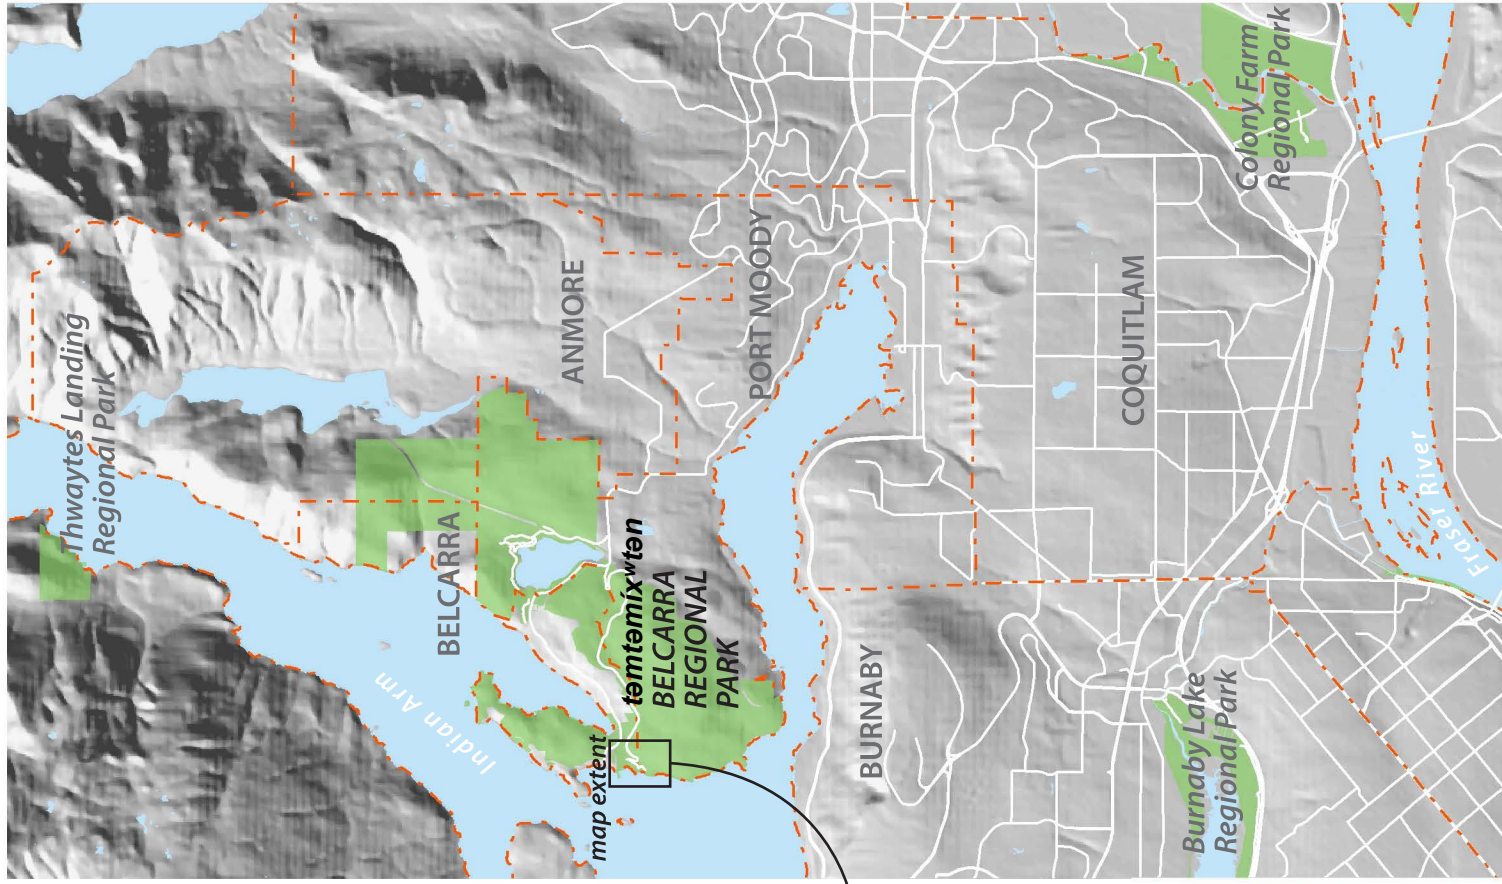 Thwaytes Landing
Regional Park
Indian Arm
BELCARRA
ANMORE
map extent
təmtəmíxʷtən
BELCARRA
REGIONAL
PARK
PORT MOODY
BURNABY
COQUITLAM
Burnaby Lake
Regional Park
Colony Farm
Regional Park
Fraser River